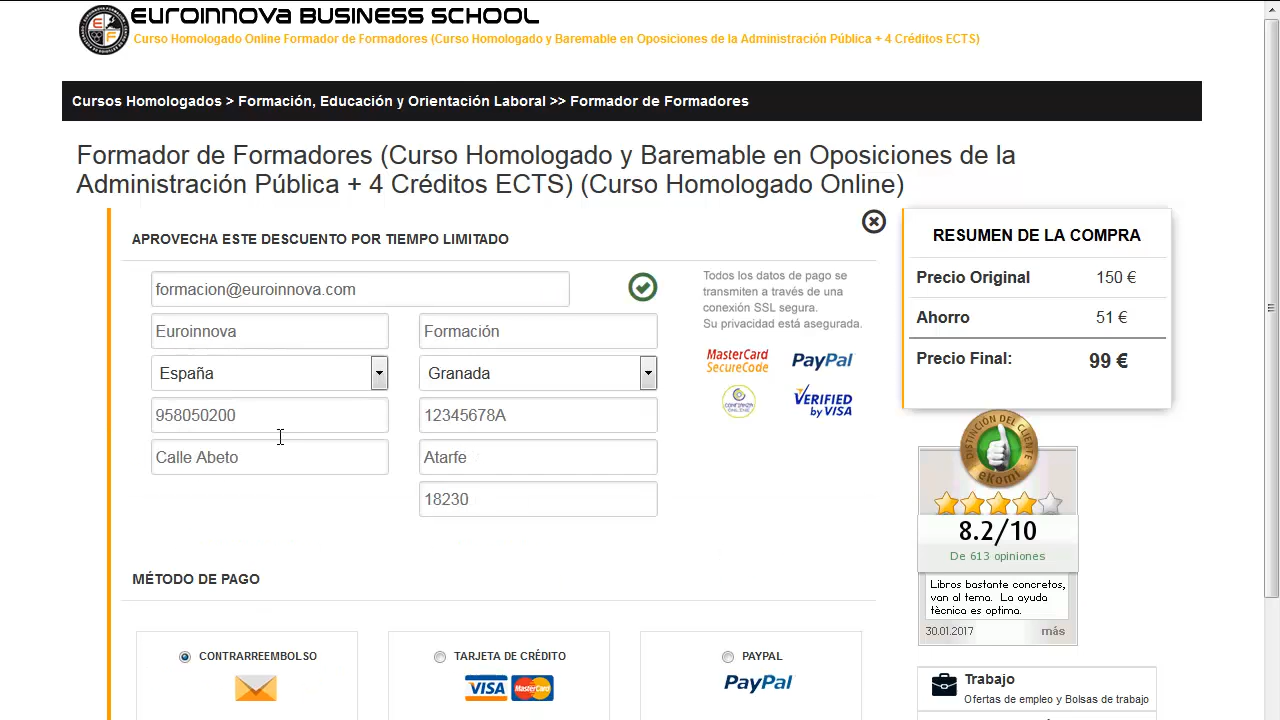 EUROINNOVA BUSINESS SCHOOL
Curso Homologado Online Formador de Formadores (Curso Homologado y Baremable en Oposiciones de la Administración Pública + 4 Créditos ECTS)
Cursos Homologados > Formación, Educación y Orientación Laboral >> Formador de Formadores
Formador de Formadores (Curso Homologado y Baremable en Oposiciones de la
Administración Pública + 4 Créditos ECTS) (Curso Homologado Online)
APROVECHA ESTE DESCUENTO POR TIEMPO LIMITADO
formacion@euroinnova.com
Euroinnova
Formación
España
Granada
958050200
12345678A
Calle Abeto
Atarfe
18230
Todos los datos de pago se
transmiten a través de una
conexión SSL segura.
Su privacidad está asegurada.
MasterCard
SecureCode
PayPal
CONFIANZA
ONLINE
VERIFIED
by VISA
MÉTODO DE PAGO
CONTRARREEMBOLSO
TARJETA DE CRÉDITO
VISA
MasterCard
PAYPAL
PayPal
RESUMEN DE LA COMPRA
Precio Original 150 €
Ahorro 51 €
Precio Final: 99 €
DISTINCIÓN DEL CLIENTE
eKomi
8.2/10
De 613 opiniones
Libros bastante concretos,
van al tema. La ayuda
tècnica es optima.
30.01.2017 más
Trabajo
Ofertas de empleo y Bolsas de trabajo